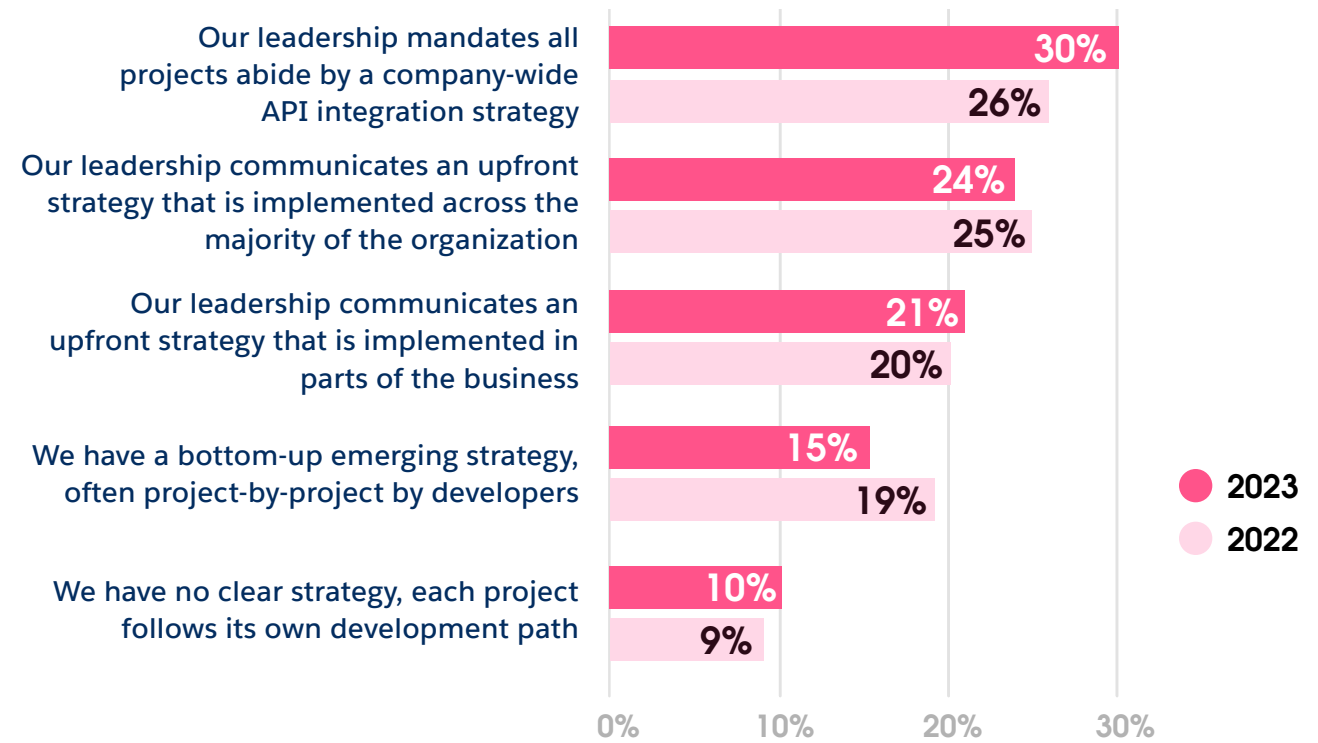 Our leadership mandates all
projects abide by a company-wide
API integration strategy
30%
26%
Our leadership communicates an upfront
strategy that is implemented across the
majority of the organization
24%
25%
Our leadership communicates an
upfront strategy that is implemented in
parts of the business
21%
20%
We have a bottom-up emerging strategy,
often project-by-project by developers
15%
19%
We have no clear strategy, each project
follows its own development path
10%
9%
2023
2022
0% 10% 20% 30%